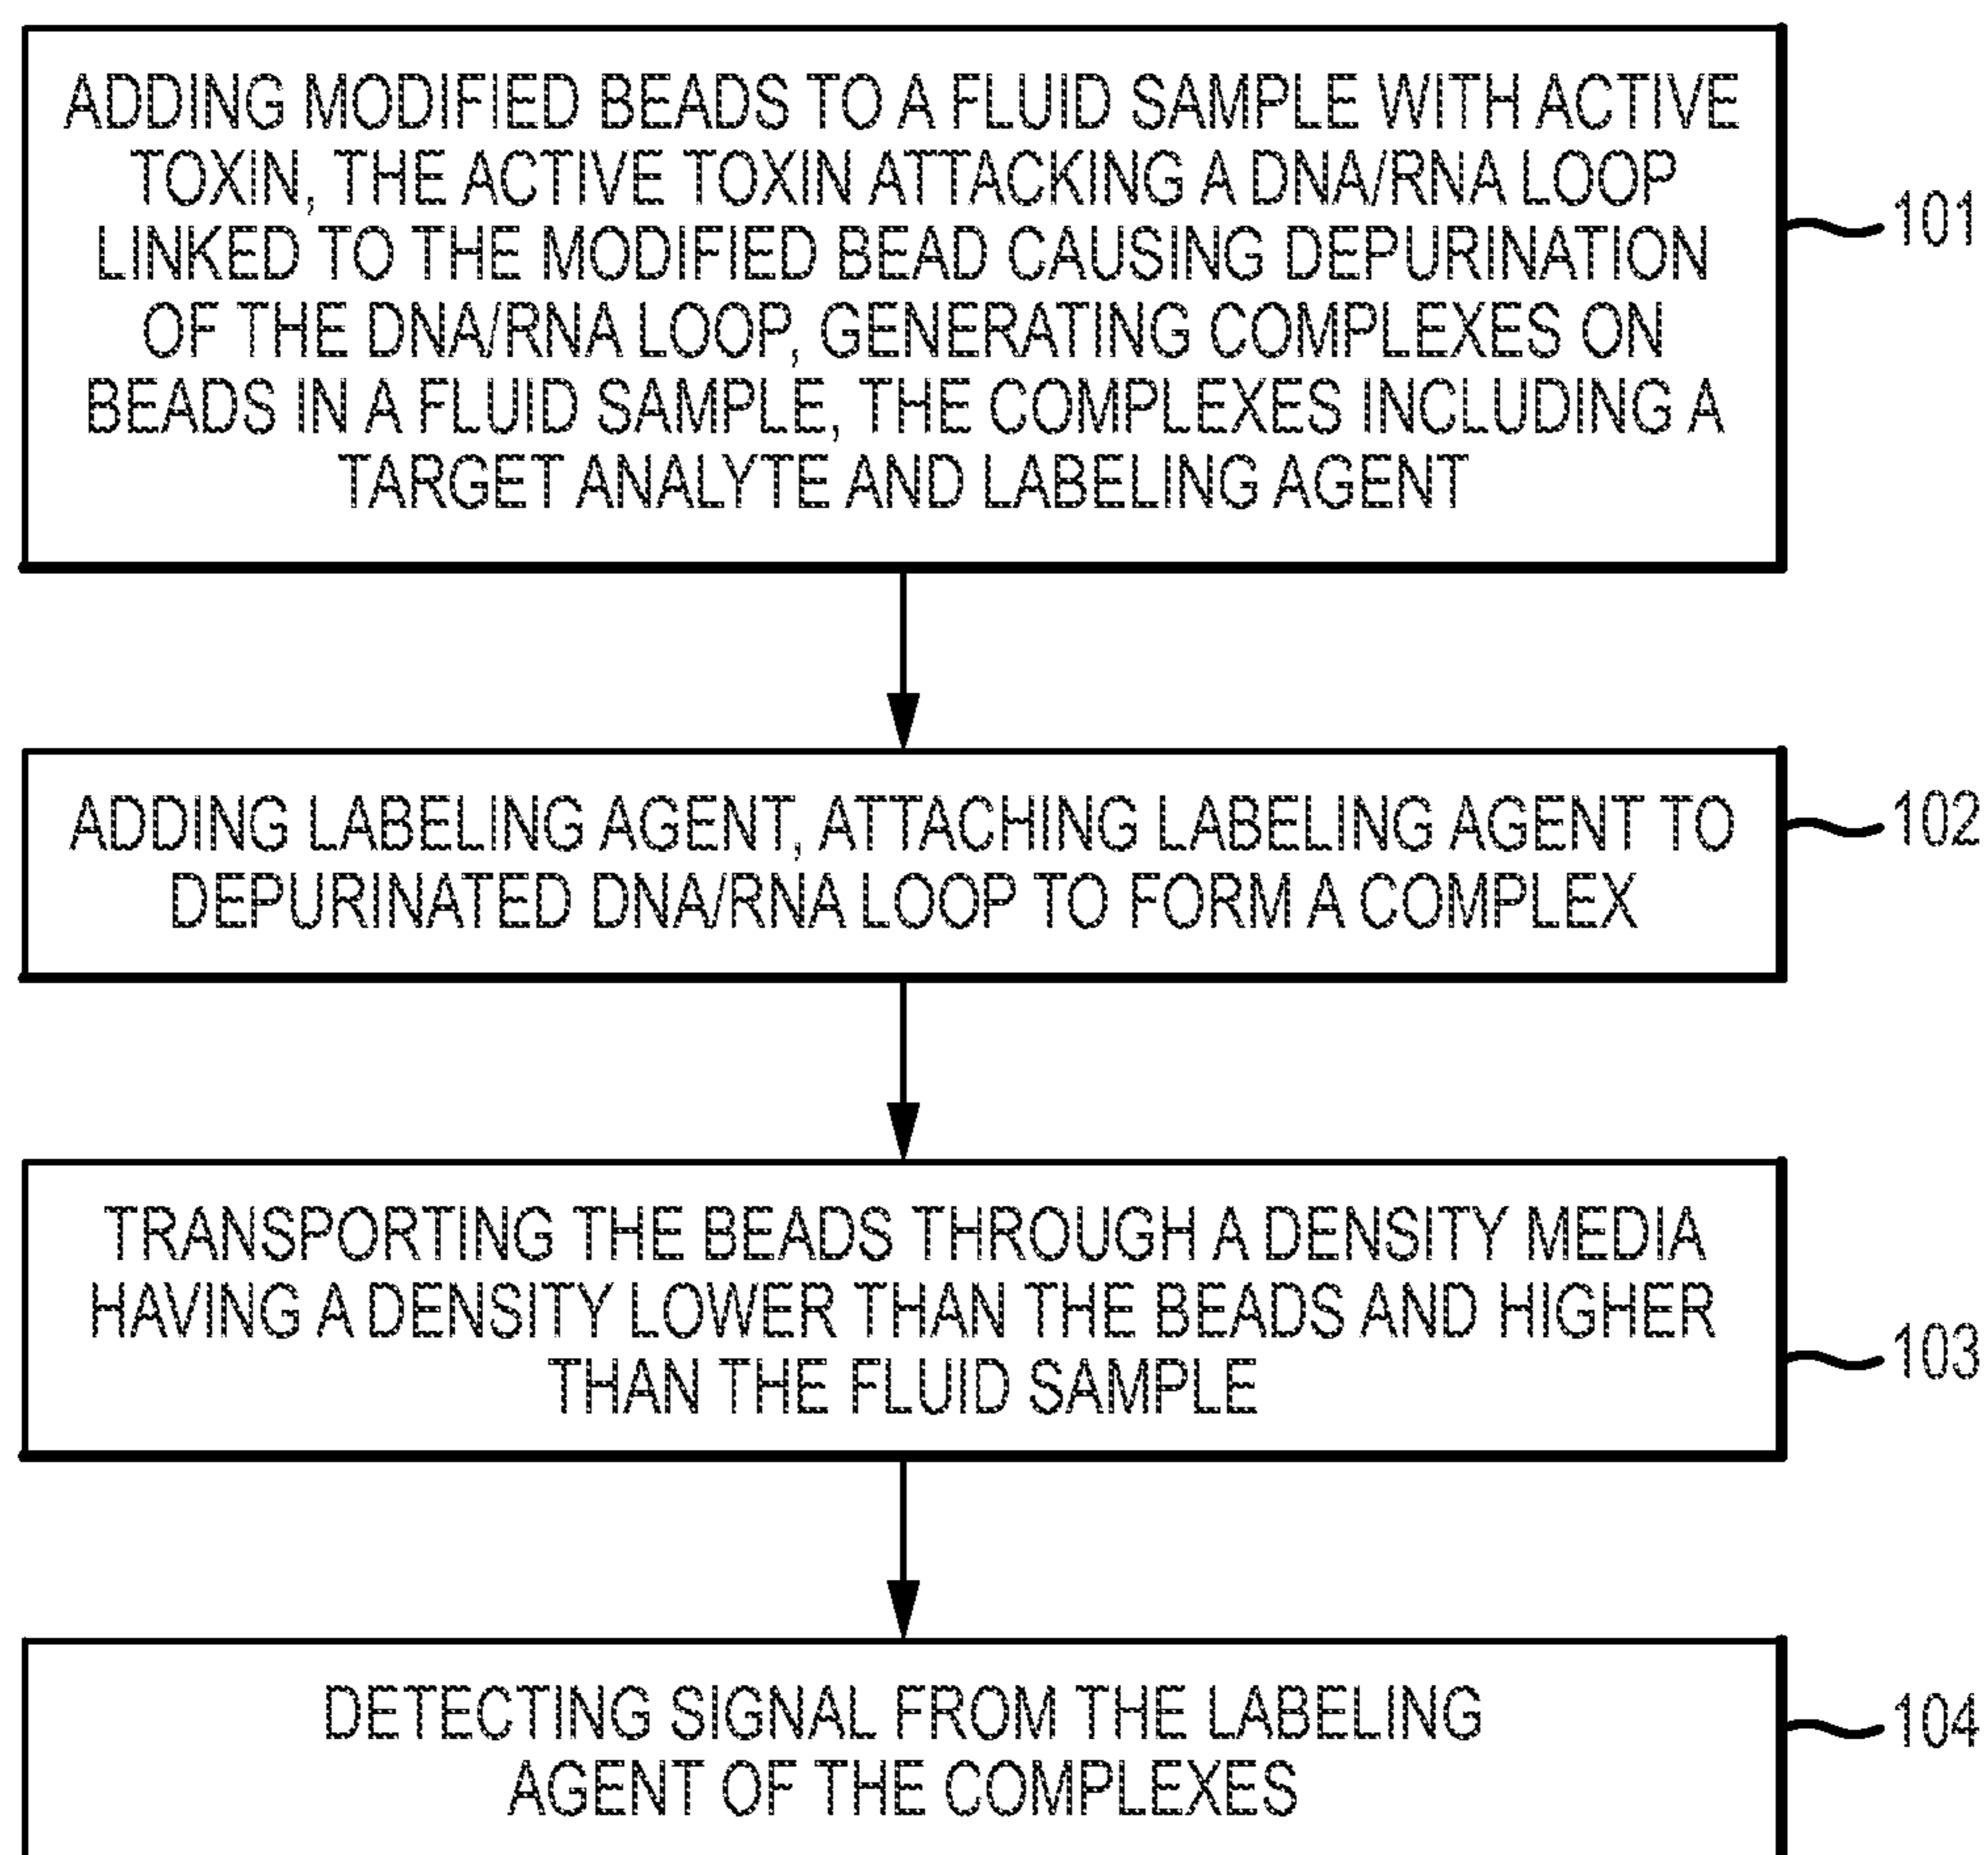 ADDING MODIFIED BEADS TO A FLUID SAMPLE WITH ACTIVE
TOXIN, THE ACTIVE TOXIN ATTACKING A DNA/RNA LOOP
LINKED TO THE MODIFIED BEAD CAUSING DEPURINATION
OF THE DNA/RNA LOOP, GENERATING COMPLEXES ON
BEADS IN A FLUID SAMPLE, THE COMPLEXES INCLUDING A
TARGET ANALYTE AND LABELING AGENT
101
ADDING LABELING AGENT, ATTACHING LABELING AGENT TO
DEPURINATED DNA/RNA LOOP TO FORM A COMPLEX
102
TRANSPORTING THE BEADS THROUGH A DENSITY MEDIA
HAVING A DENSITY LOWER THAN THE BEADS AND HIGHER
THAN THE FLUID SAMPLE
103
DETECTING SIGNAL FROM THE LABELING
AGENT OF THE COMPLEXES
104